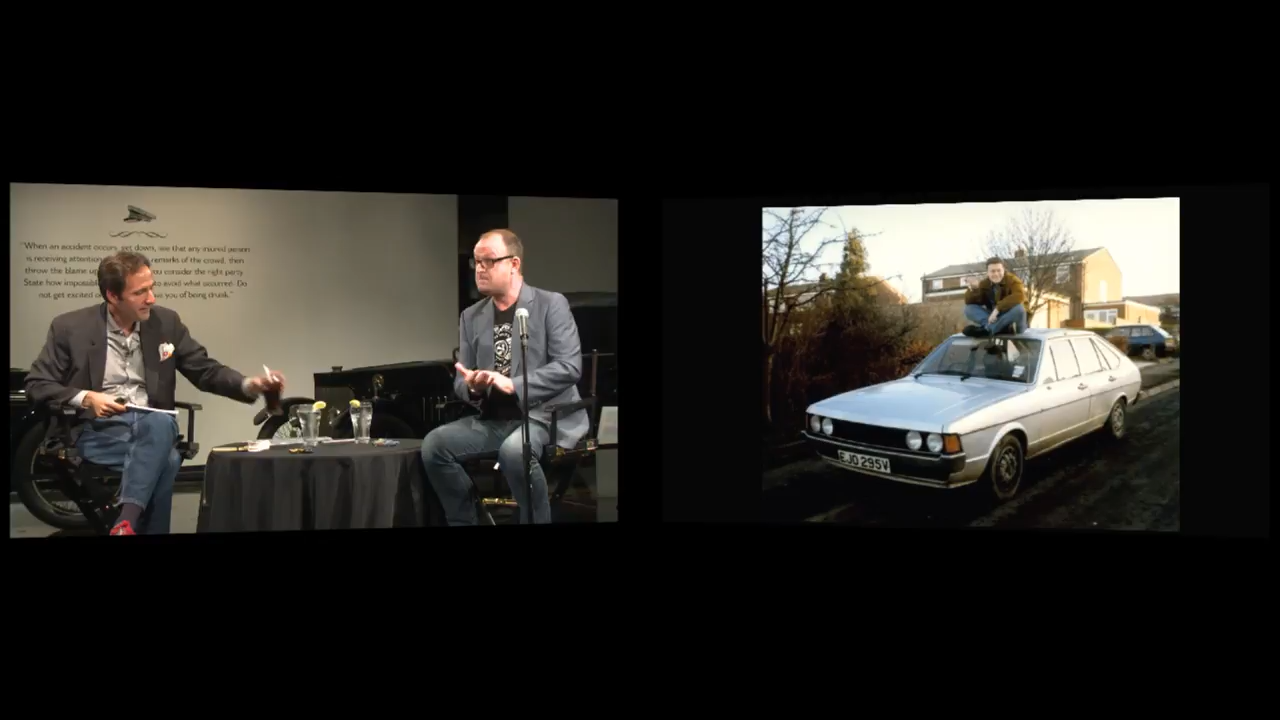 "When an accident occurs, get down, see that any injured person
is receiving attention remarks of the crowd, then
throw the blame up you consider the right party.
State how impossib to avoid what occurred. Do
not get excited o you of being drunk."
EJO 295V